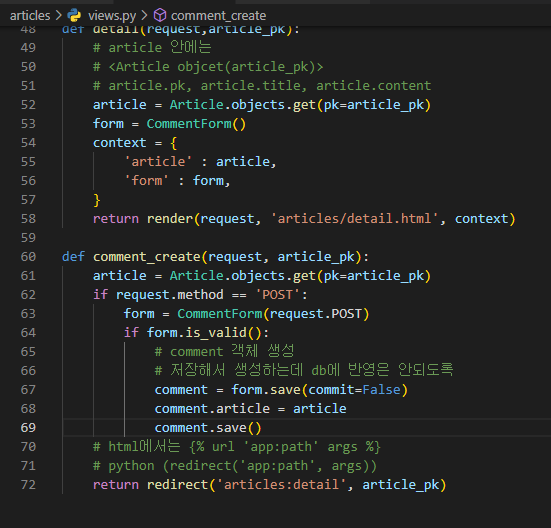 articles > views.py > comment_create
48 def detail(request,article_pk):
49     # article 안에는
50     # <Article objcet(article_pk)>
51     # article.pk, article.title, article.content
52     article = Article.objects.get(pk=article_pk)
53     form = CommentForm()
54     context = {
55         'article' : article,
56         'form' : form,
57     }
58     return render(request, 'articles/detail.html', context)
59
60 def comment_create(request, article_pk):
61     article = Article.objects.get(pk=article_pk)
62     if request.method == 'POST':
63         form = CommentForm(request.POST)
64         if form.is_valid():
65             # comment 객체 생성
66             # 저장해서 생성하는데 db에 반영은 안되도록
67             comment = form.save(commit=False)
68             comment.article = article
69             comment.save()
70     # html에서는 {% url 'app:path' args %}
71     # python (redirect('app:path', args))
72     return redirect('articles:detail', article_pk)